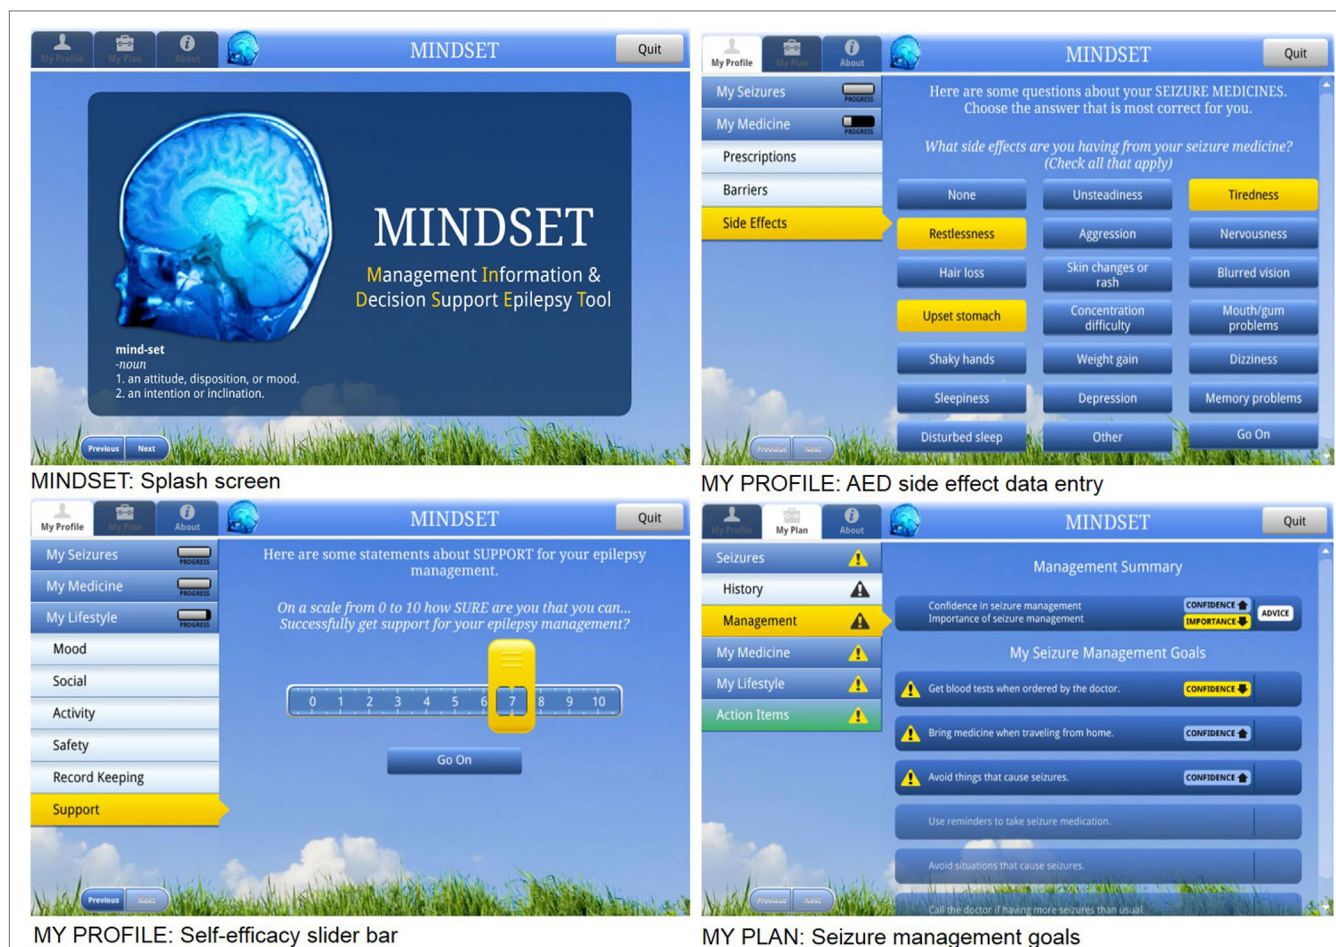 My Profile
My Plan
About
MINDSET
Quit
MINDSET
Management Information &
Decision Support Epilepsy Tool
mind-set
-noun
1. an attitude, disposition, or mood.
2. an intention or inclination.
Previous
Next
MINDSET: Splash screen
My Profile
My Plan
About
MINDSET
Quit
My Seizures
PROGRESS
My Medicine
PROGRESS
Prescriptions
Barriers
Side Effects
Here are some questions about your SEIZURE MEDICINES.
Choose the answer that is most correct for you.
What side effects are you having from your seizure medicine?
(Check all that apply)
None
Unsteadiness
Tiredness
Restlessness
Aggression
Nervousness
Hair loss
Skin changes or
rash
Blurred vision
Upset stomach
Concentration
difficulty
Mouth/gum
problems
Shaky hands
Weight gain
Dizziness
Sleepiness
Depression
Memory problems
Disturbed sleep
Other
Go On
Previous
Next
MY PROFILE: AED side effect data entry
My Profile
My Plan
About
MINDSET
Quit
My Seizures
PROGRESS
My Medicine
PROGRESS
My Lifestyle
PROGRESS
Mood
Social
Activity
Safety
Record Keeping
Support
Here are some statements about SUPPORT for your epilepsy
management.
On a scale from 0 to 10 how SURE are you that you can...
Successfully get support for your epilepsy management?
0 1 2 3 4 5 6 7 8 9 10
Go On
Previous
Next
MY PROFILE: Self-efficacy slider bar
My Profile
My Plan
About
MINDSET
Quit
Seizures
History
Management
My Medicine
My Lifestyle
Action Items
Management Summary
Confidence in seizure management
CONFIDENCE
Importance of seizure management
IMPORTANCE
ADVICE
My Seizure Management Goals
Get blood tests when ordered by the doctor.
CONFIDENCE
Bring medicine when traveling from home.
CONFIDENCE
Avoid things that cause seizures.
CONFIDENCE
Use reminders to take seizure medication.
Avoid situations that cause seizures.
Call the doctor if having more seizures than usual.
Previous
Next
MY PLAN: Seizure management goals